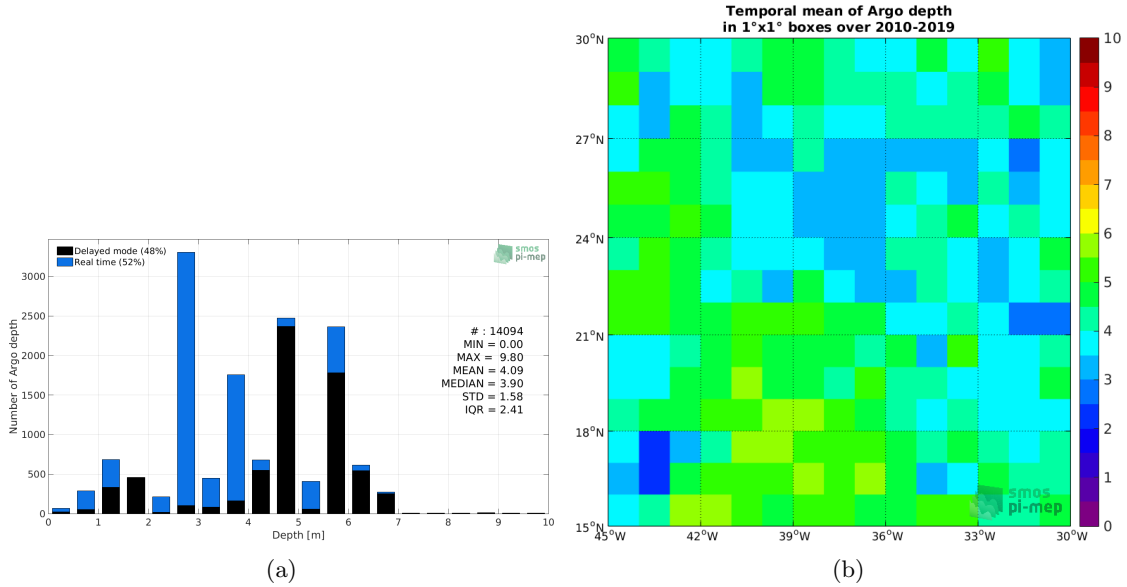 Delayed mode (48%)
Real time (52%)
smos
pi-mep
# : 14094
MIN = 0.00
MAX = 9.80
MEAN = 4.09
MEDIAN = 3.90
STD = 1.58
IQR = 2.41
Number of Argo depth
3000
2500
2000
1500
1000
500
0
0 1 2 3 4 5 6 7 8 9 10
Depth [m]
(a)
Temporal mean of Argo depth
in 1°x1° boxes over 2010-2019
30°N
27°N
24°N
21°N
18°N
15°N
45°W 42°W 39°W 36°W 33°W 30°W
smos
pi-mep
10
9
8
7
6
5
4
3
2
1
0
(b)